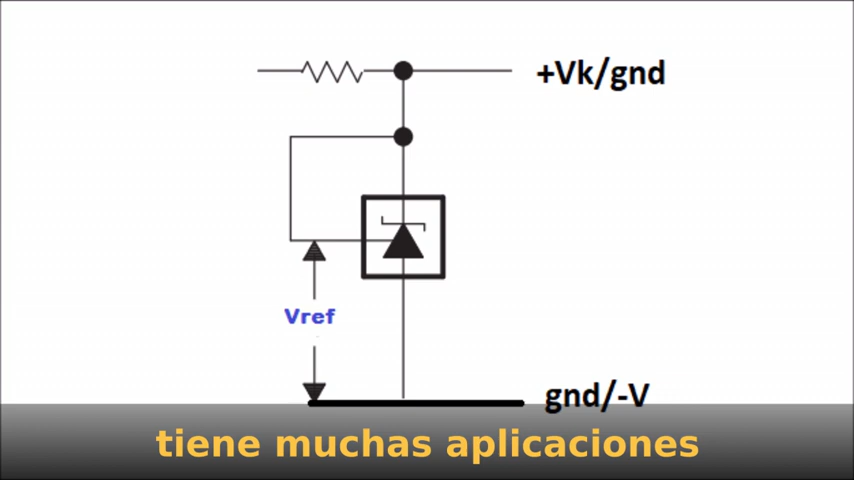 +Vk/gnd
Vref
gnd/-V
tiene muchas aplicaciones